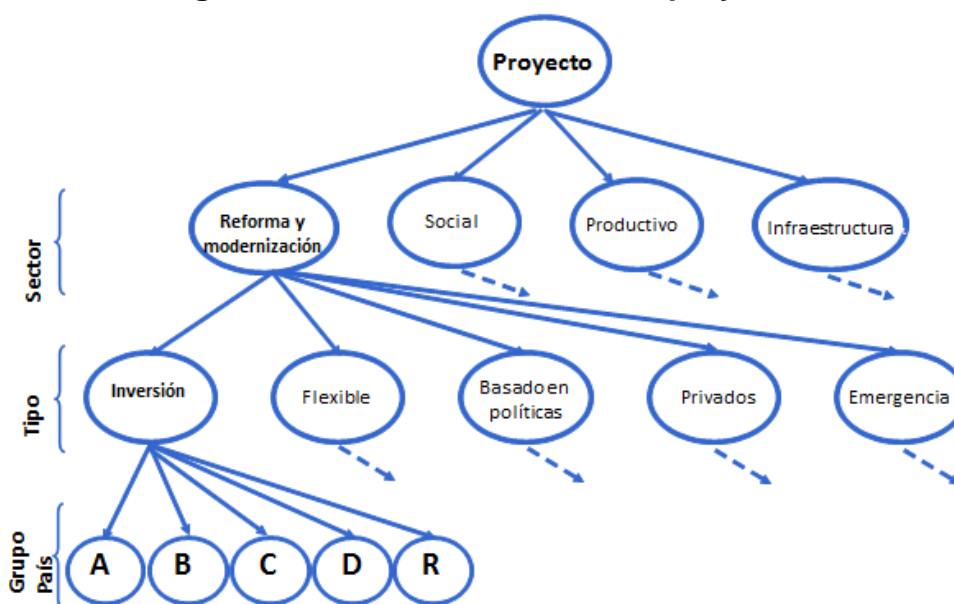 Proyecto
Sector
Reforma y
modernización
Social
Productivo
Infraestructura
Tipo
Inversión
Flexible
Basado en
políticas
Privados
Emergencia
Grupo
País
A
B
C
D
R